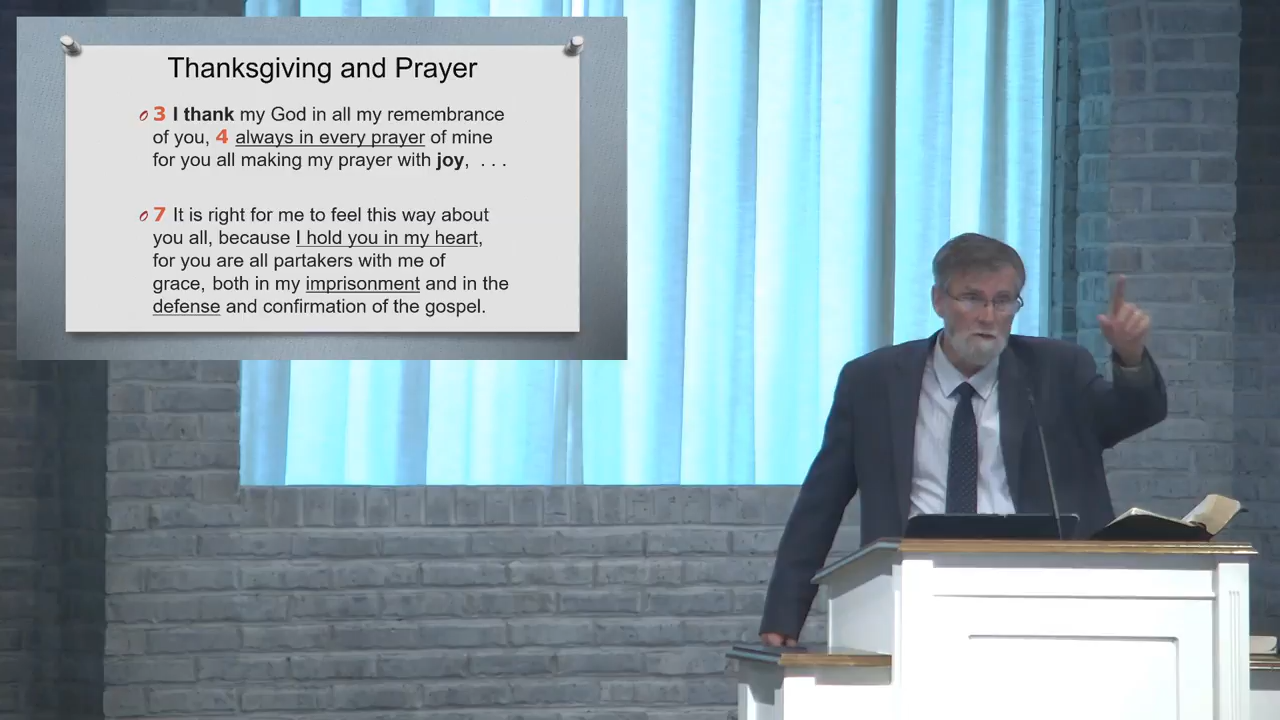 Thanksgiving and Prayer
3 I thank my God in all my remembrance
of you, 4 always in every prayer of mine
for you all making my prayer with joy, . . .
7 It is right for me to feel this way about
you all, because I hold you in my heart,
for you are all partakers with me of
grace, both in my imprisonment and in the
defense and confirmation of the gospel.